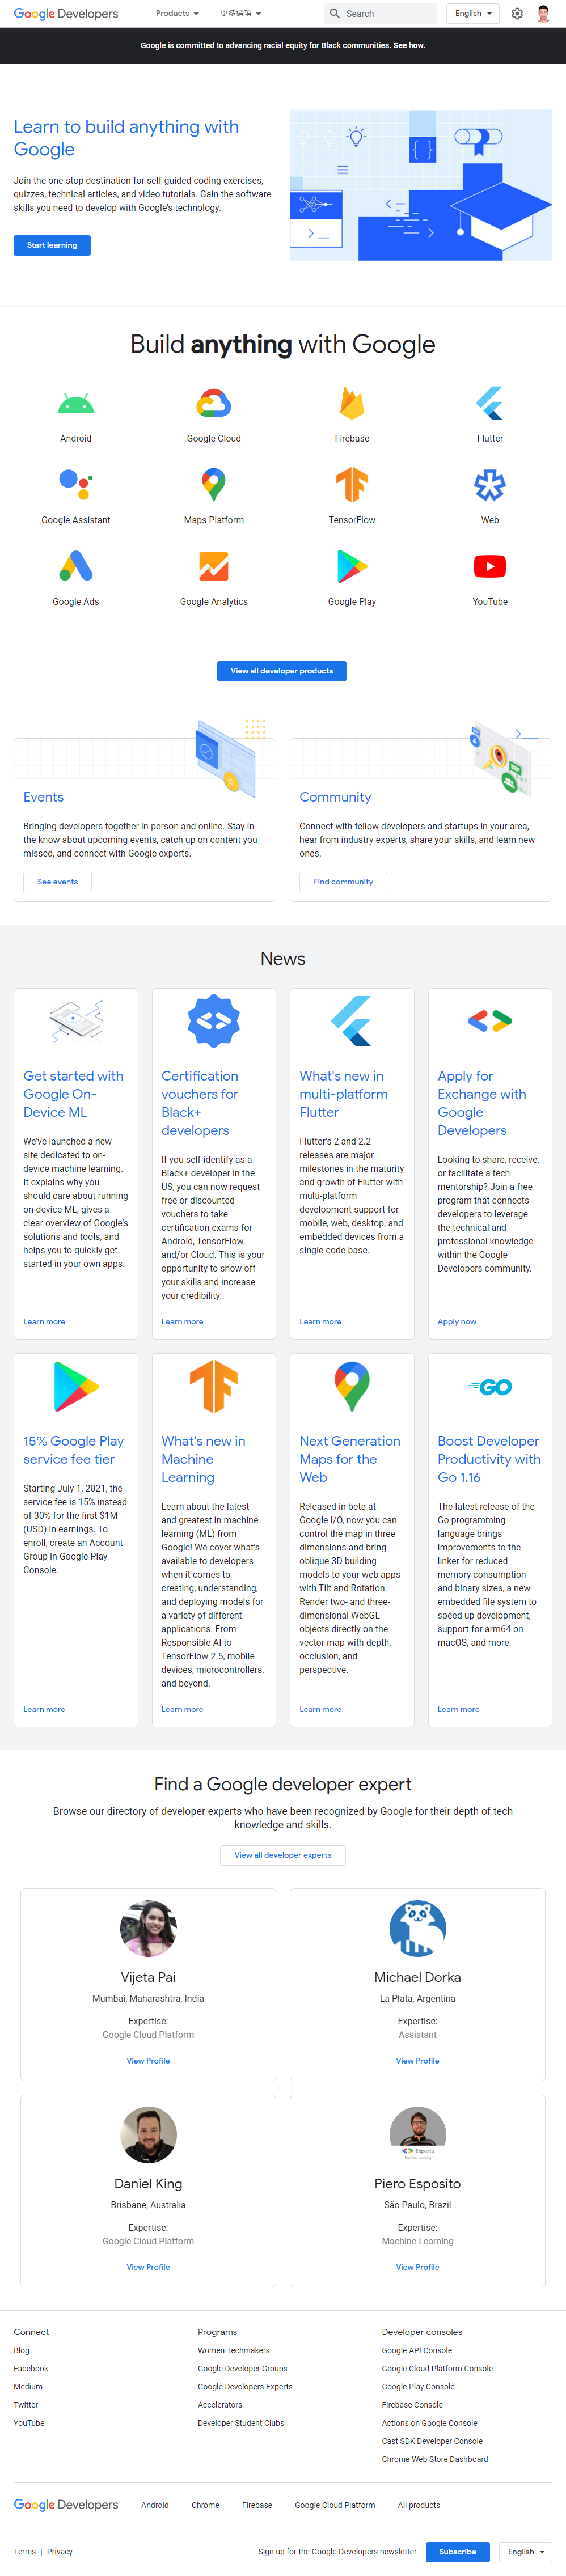 Google Developers
Products
更多選項
Search
English
Google is committed to advancing racial equity for Black communities. See how.
Learn to build anything with
Google
Join the one-stop destination for self-guided coding exercises,
quizzes, technical articles, and video tutorials. Gain the software
skills you need to develop with Google's technology.
Start learning
Build anything with Google
Android
Google Cloud
Firebase
Flutter
Google Assistant
Maps Platform
TensorFlow
Web
Google Ads
Google Analytics
Google Play
YouTube
View all developer products
Events
Bringing developers together in-person and online. Stay in
the know about upcoming events, catch up on content you
missed, and connect with Google experts.
See events
Community
Connect with fellow developers and startups in your area,
hear from industry experts, share your skills, and learn new
ones.
Find community
News
Get started with
Google On-
Device ML
We've launched a new
site dedicated to on-
device machine learning.
It explains why you
should care about running
on-device ML, gives a
clear overview of Google's
solutions and tools, and
helps you to quickly get
started in your own apps.
Learn more
Certification
vouchers for
Black+
developers
If you self-identify as a
Black+ developer in the
US, you can now request
free or discounted
vouchers to take
certification exams for
Android, TensorFlow,
and/or Cloud. This is your
opportunity to show off
your skills and increase
your credibility.
Learn more
What's new in
multi-platform
Flutter
Flutter's 2 and 2.2
releases are major
milestones in the maturity
and growth of Flutter with
multi-platform
development support for
mobile, web, desktop, and
embedded devices from a
single code base.
Learn more
Apply for
Exchange with
Google
Developers
Looking to share, receive,
or facilitate a tech
mentorship? Join a free
program that connects
developers to leverage
the technical and
professional knowledge
within the Google
Developers community.
Apply now
15% Google Play
service fee tier
Starting July 1, 2021, the
service fee is 15% instead
of 30% for the first $1M
(USD) in earnings. To
enroll, create an Account
Group in Google Play
Console.
Learn more
What's new in
Machine
Learning
Learn about the latest
and greatest in machine
learning (ML) from
Google! We cover what's
available to developers
when it comes to
creating, understanding,
and deploying models for
a variety of different
applications. From
Responsible AI to
TensorFlow 2.5, mobile
devices, microcontrollers,
and beyond.
Learn more
Next Generation
Maps for the
Web
Released in beta at
Google I/O, now you can
control the map in three
dimensions and bring
oblique 3D building
models to your web apps
with Tilt and Rotation.
Render two- and three-
dimensional WebGL
objects directly on the
vector map with depth,
occlusion, and
perspective.
Learn more
GO
Boost Developer
Productivity with
Go 1.16
The latest release of the
Go programming
language brings
improvements to the
linker for reduced
memory consumption
and binary sizes, a new
embedded file system to
speed up development,
support for arm64 on
macOS, and more.
Learn more
Find a Google developer expert
Browse our directory of developer experts who have been recognized by Google for their depth of tech
knowledge and skills.
View all developer experts
Vijeta Pai
Mumbai, Maharashtra, India
Expertise:
Google Cloud Platform
View Profile
Michael Dorka
La Plata, Argentina
Expertise:
Assistant
View Profile
Daniel King
Brisbane, Australia
Expertise:
Google Cloud Platform
View Profile
Experts
Machine Learning
Piero Esposito
São Paulo, Brazil
Expertise:
Machine Learning
View Profile
Connect
Blog
Facebook
Medium
Twitter
YouTube
Programs
Women Techmakers
Google Developer Groups
Google Developers Experts
Accelerators
Developer Student Clubs
Developer consoles
Google API Console
Google Cloud Platform Console
Google Play Console
Firebase Console
Actions on Google Console
Cast SDK Developer Console
Chrome Web Store Dashboard
Google Developers
Android
Chrome
Firebase
Google Cloud Platform
All products
Terms | Privacy
Sign up for the Google Developers newsletter
Subscribe
English